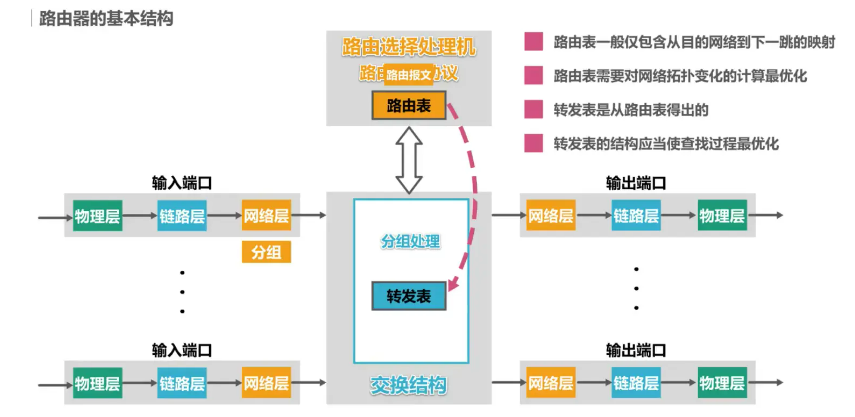 路由器的基本结构
路由选择处理机
路由 路由报文 协议
路由表
路由表一般仅包含从目的网络到下一跳的映射
路由表需要对网络拓扑变化的计算最优化
转发表是从路由表得出的
转发表的结构应当使查找过程最优化
输入端口
物理层 链路层 网络层
分组
分组处理
转发表
交换结构
输出端口
网络层 链路层 物理层
输入端口
物理层 链路层 网络层
输出端口
网络层 链路层 物理层